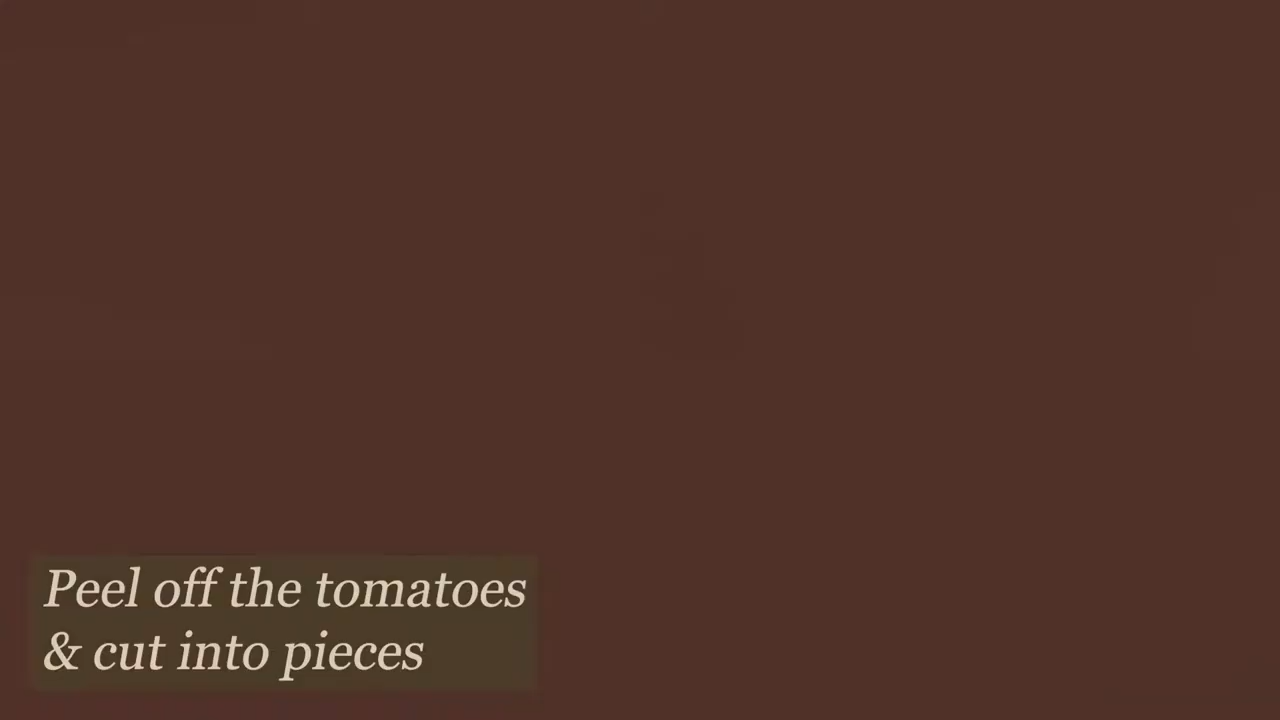 Peel off the tomatoes
& cut into pieces